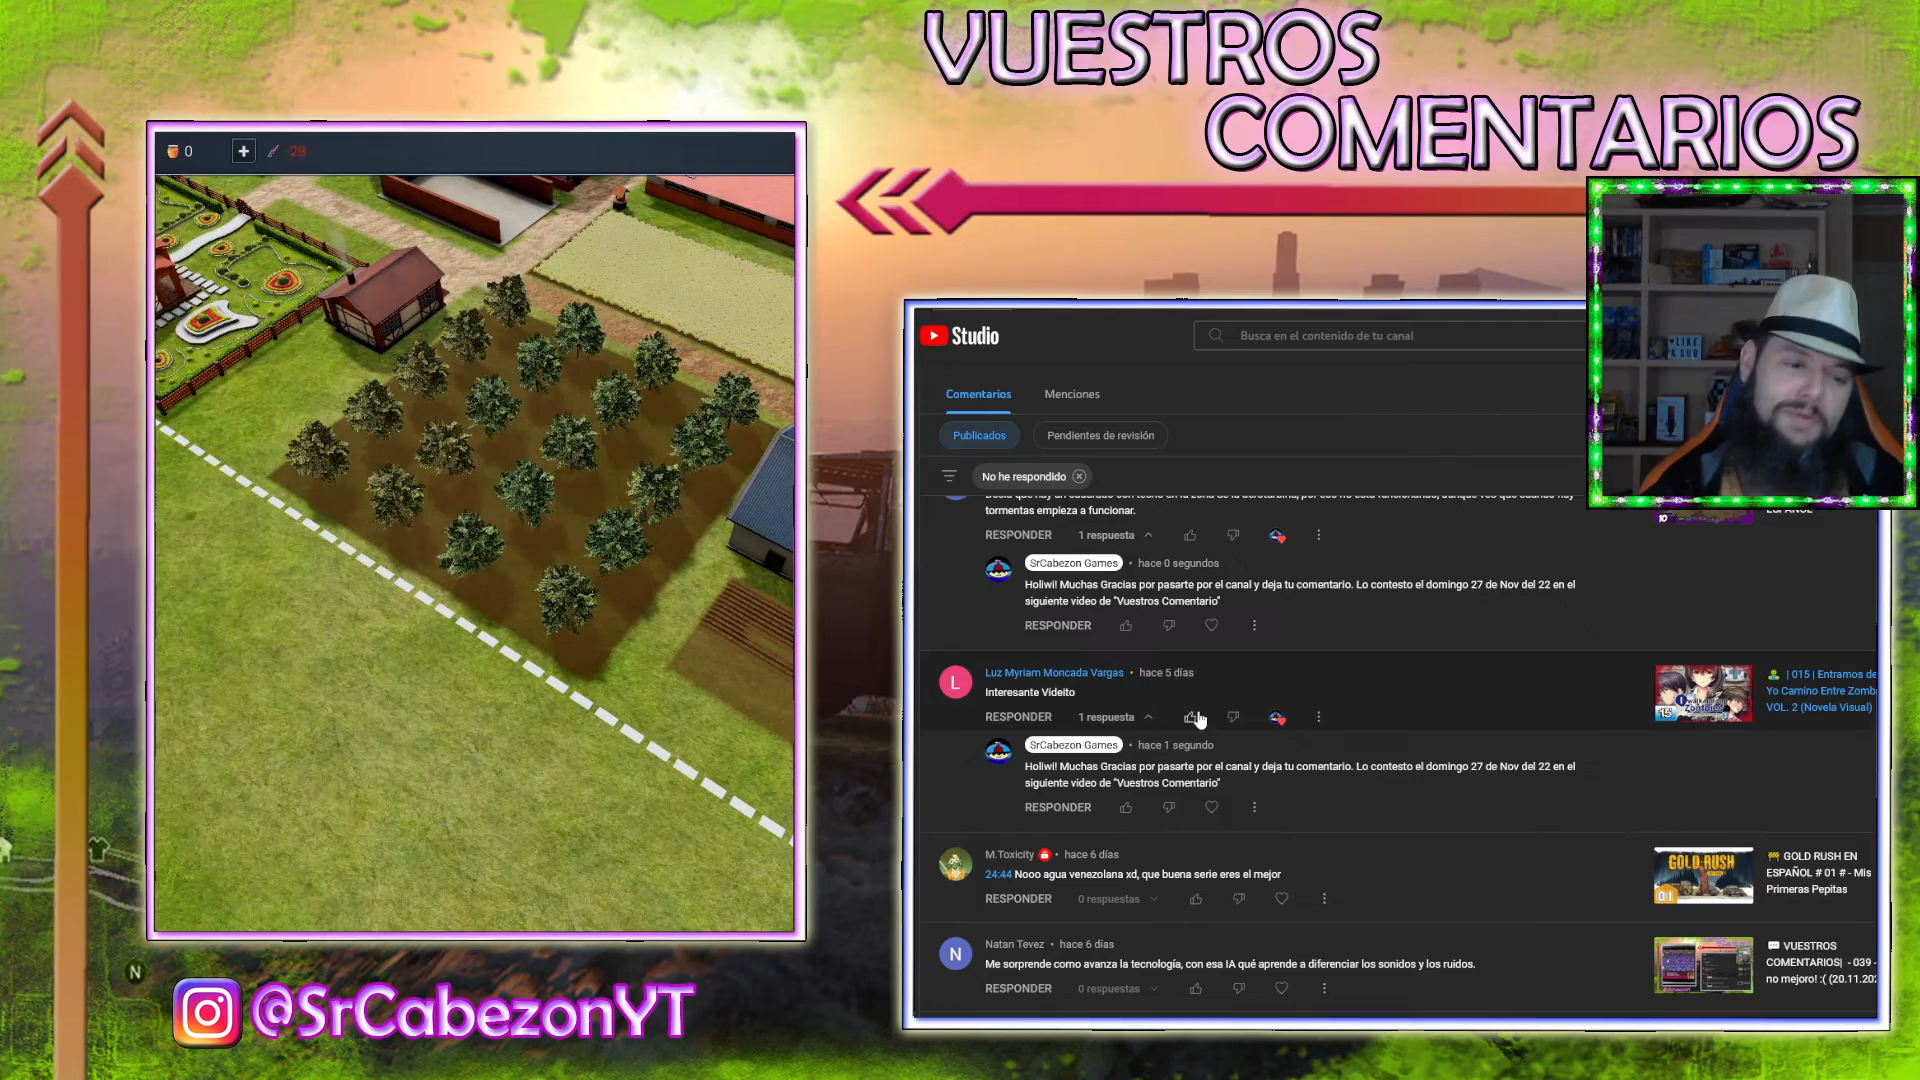 VUESTROS
COMENTARIOS
0
-28
Studio
Busca en el contenido de tu canal
LIKE
& SUB
Comentarios
Menciones
Publicados
Pendientes de revisión
No he respondido
tormentas empieza a funcionar.
10
RESPONDER
1 respuesta
SrCabezon Games • hace 0 segundos
Holiwi! Muchas Gracias por pasarte por el canal y deja tu comentario. Lo contesto el domingo 27 de Nov del 22 en el
siguiente video de "Vuestros Comentario"
RESPONDER
L
Luz Myriam Moncada Vargas • hace 5 días
Interesante Videito
RESPONDER
1 respuesta
15
| 015 | Entramos de
Yo Camino Entre Zomb
VOL. 2 (Novela Visual)
SrCabezon Games • hace 1 segundo
Holiwi! Muchas Gracias por pasarte por el canal y deja tu comentario. Lo contesto el domingo 27 de Nov del 22 en el
siguiente video de "Vuestros Comentario"
RESPONDER
M.Toxicity • hace 6 días
24:44 Nooo agua venezolana xd, que buena serie eres el mejor
RESPONDER
0 respuestas
GOLD RUSH
01
GOLD RUSH EN
ESPAÑOL # 01 # - Mis
Primeras Pepitas
N
Natan Tevez • hace 6 días
Me sorprende como avanza la tecnología, con esa IA qué aprende a diferenciar los sonidos y los ruidos.
RESPONDER
0 respuestas
VUESTROS
COMENTARIOS| - 039 -
no mejoro! :( (20.11.202
N
@SrCabezonYT